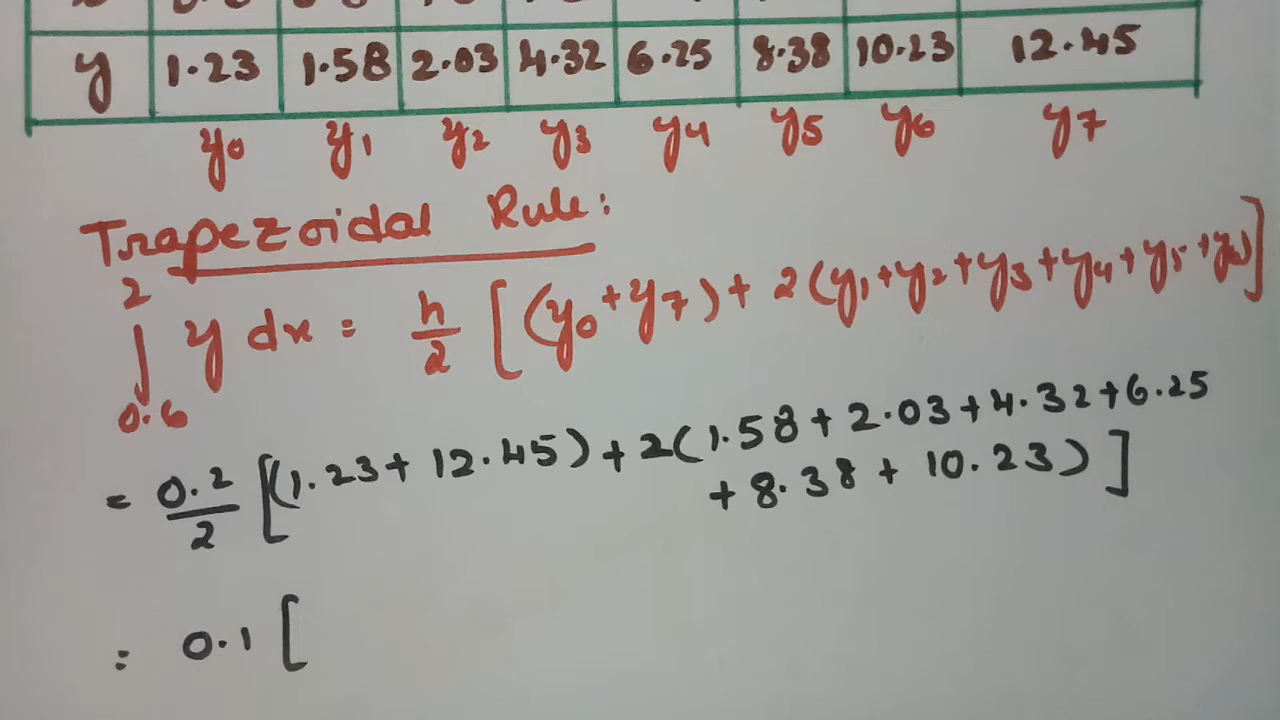 y 1.23 1.58 2.03 4.32 6.25 8.38 10.23 12.45
y0 y1 y2 y3 y4 y5 y6 y7
Trapezoidal Rule:
∫_{0.6}^{2} y dx = h/2 [(y0+y7)+2(y1+y2+y3+y4+y5+y6)]
= 0.2/2 [(1.23+12.45)+2(1.58+2.03+4.32+6.25
+8.38+10.23)]
= 0.1 [